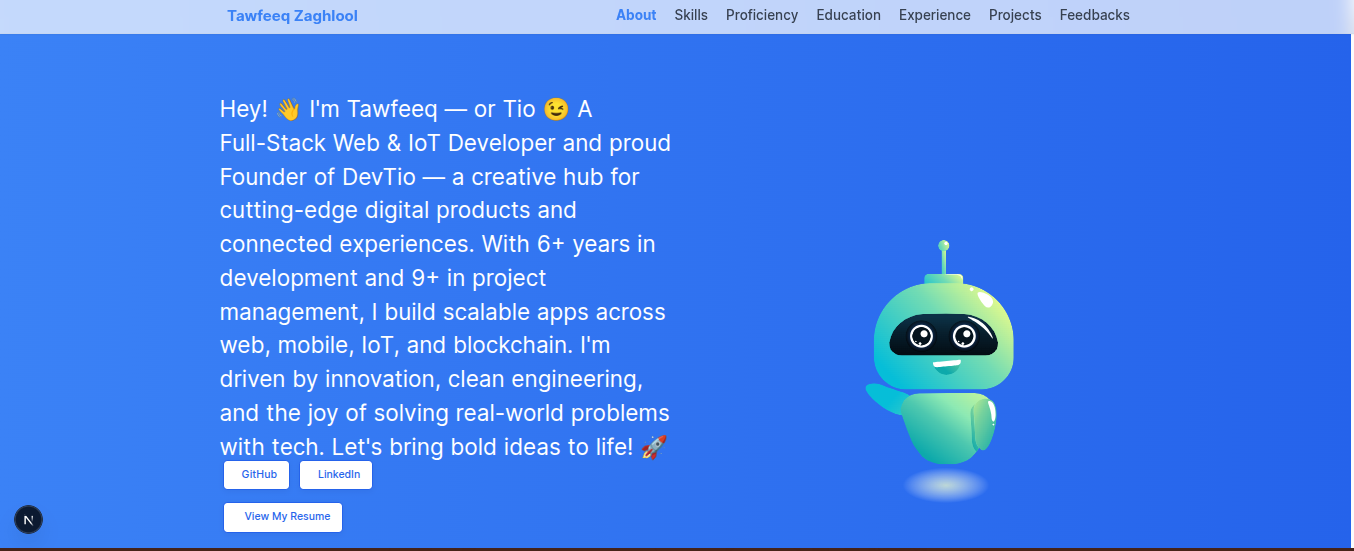 Tawfeeq Zaghlool
About Skills Proficiency Education Experience Projects Feedbacks
Hey! 👋 I'm Tawfeeq — or Tio 😉 A
Full-Stack Web & IoT Developer and proud
Founder of DevTio — a creative hub for
cutting-edge digital products and
connected experiences. With 6+ years in
development and 9+ in project
management, I build scalable apps across
web, mobile, IoT, and blockchain. I'm
driven by innovation, clean engineering,
and the joy of solving real-world problems
with tech. Let's bring bold ideas to life! 🚀
GitHub LinkedIn
View My Resume
N